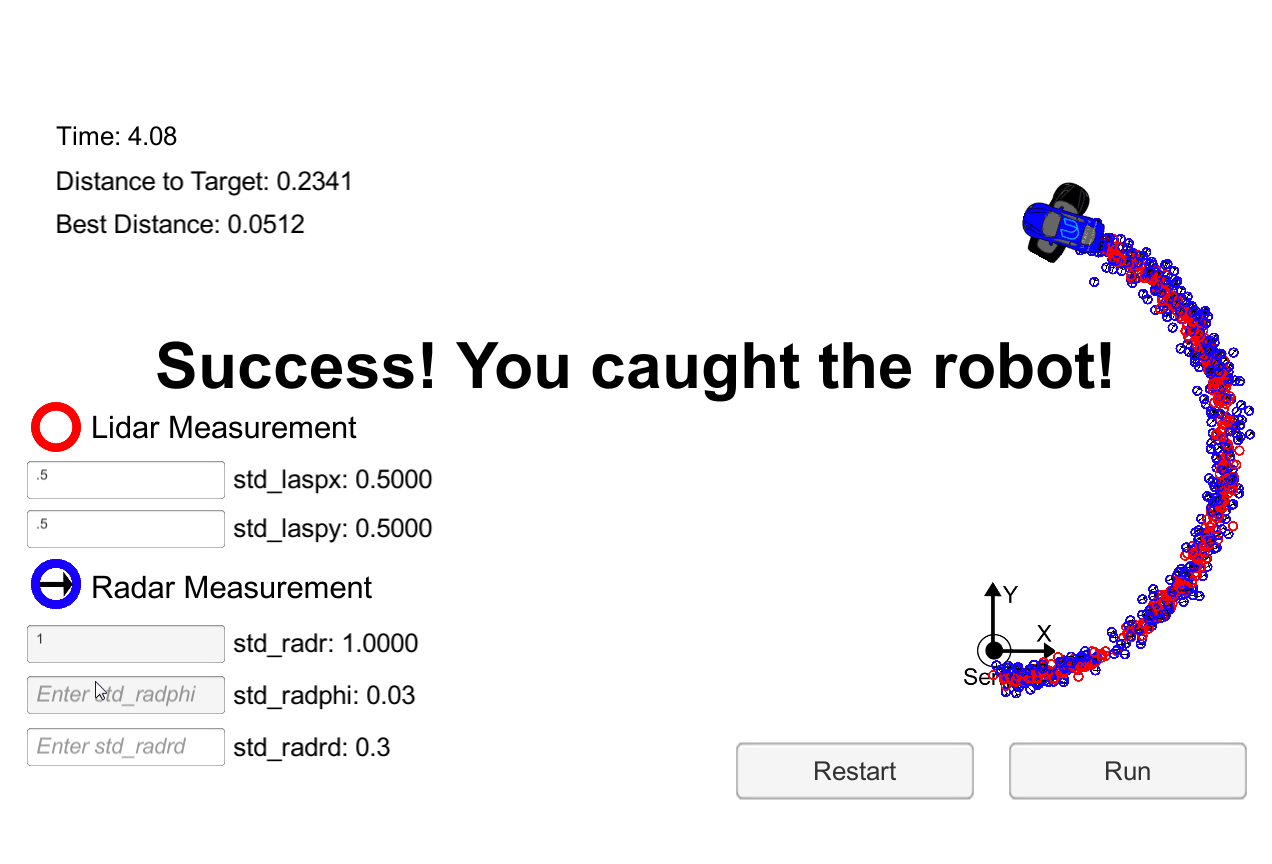 Time: 4.08
Distance to Target: 0.2341
Best Distance: 0.0512
Success! You caught the robot!
Lidar Measurement
.5
std_laspx: 0.5000
.5
std_laspy: 0.5000
Radar Measurement
1
std_radr: 1.0000
Enter std_radphi
std_radphi: 0.03
Enter std_radrd
std_radrd: 0.3
Y
X
Restart
Run